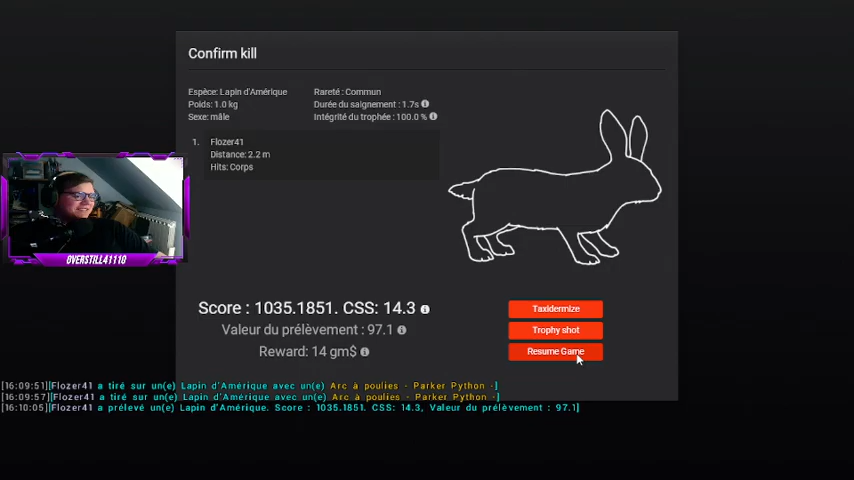 Confirm kill
Espèce: Lapin d'Amérique
Poids: 1.0 kg
Sexe: mâle
Rareté : Commun
Durée du saignement : 1.7s
Intégrité du trophée: 100.0 %
1. Flozer41
Distance: 2.2 m
Hits: Corps
OVERSTILL41110
Score : 1035.1851. CSS: 14.3
Valeur du prélèvement : 97.1
Reward: 14 gm$
Taxidermize
Trophy shot
Resume Game
[16:09:51][Flozer41 a tiré sur un(e) Lapin d'Amérique avec un(e) Arc à poulies - Parker Python -]
[16:09:57][Flozer41 a tiré sur un(e) Lapin d'Amérique avec un(e) Arc à poulies - Parker Python -]
[16:10:05][Flozer41 a prélevé un(e) Lapin d'Amérique. Score : 1035.1851. CSS: 14.3, Valeur du prélèvement : 97.1]